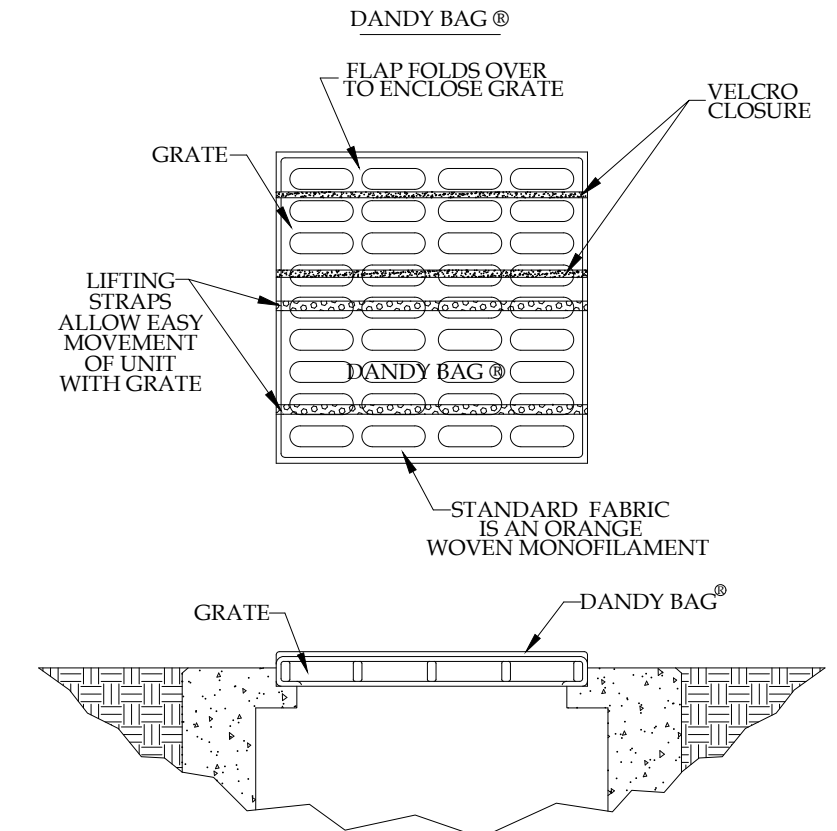 DANDY BAG ®
FLAP FOLDS OVER
TO ENCLOSE GRATE
VELCRO
CLOSURE
GRATE
LIFTING
STRAPS
ALLOW EASY
MOVEMENT
OF UNIT
WITH GRATE
DANDY BAG ®
STANDARD FABRIC
IS AN ORANGE
WOVEN MONOFILAMENT
GRATE
DANDY BAG®